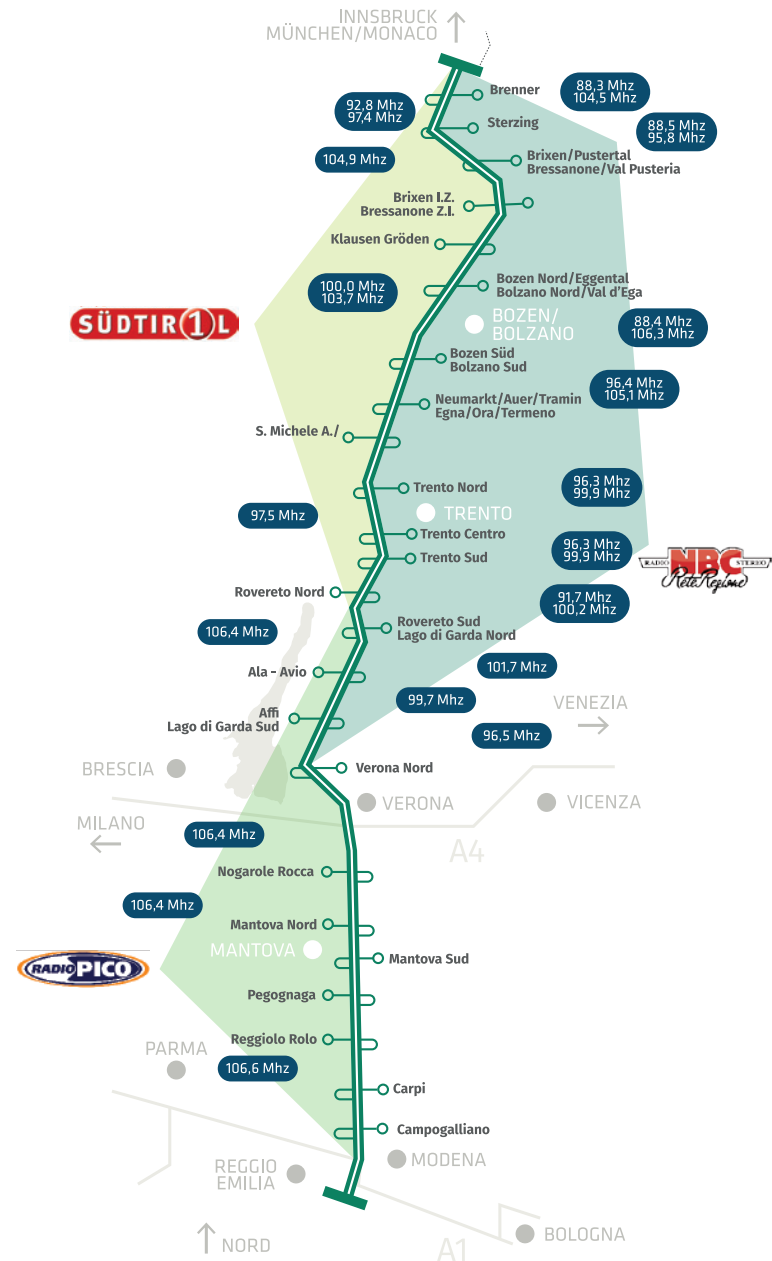 INNSBRUCK
MÜNCHEN/MONACO
Brenner
88,3 Mhz
104,5 Mhz
92,8 Mhz
97,4 Mhz
Sterzing
88,5 Mhz
95,8 Mhz
104,9 Mhz
Brixen/Pustertal
Bressanone/Val Pusteria
Brixen I.Z.
Bressanone Z.I.
Klausen Gröden
100,0 Mhz
103,7 Mhz
Bozen Nord/Eggental
Bolzano Nord/Val d'Ega
SÜDTIR1L
BOZEN/
BOLZANO
88,4 Mhz
106,3 Mhz
Bozen Süd
Bolzano Sud
96,4 Mhz
105,1 Mhz
Neumarkt/Auer/Tramin
Egna/Ora/Termeno
S. Michele A./
Trento Nord
96,3 Mhz
99,9 Mhz
97,5 Mhz
TRENTO
Trento Centro
96,3 Mhz
99,9 Mhz
Trento Sud
RADIO NBC STEREO
Rete Regione
Rovereto Nord
91,7 Mhz
100,2 Mhz
106,4 Mhz
Rovereto Sud
Lago di Garda Nord
Ala - Avio
101,7 Mhz
99,7 Mhz
VENEZIA
Affi
Lago di Garda Sud
96,5 Mhz
BRESCIA
Verona Nord
VERONA
VICENZA
MILANO
106,4 Mhz
A4
Nogarole Rocca
106,4 Mhz
Mantova Nord
MANTOVA
Mantova Sud
RADIO PICO
Pegognaga
Reggiolo Rolo
PARMA
106,6 Mhz
Carpi
Campogalliano
MODENA
REGGIO
EMILIA
BOLOGNA
NORD
A1